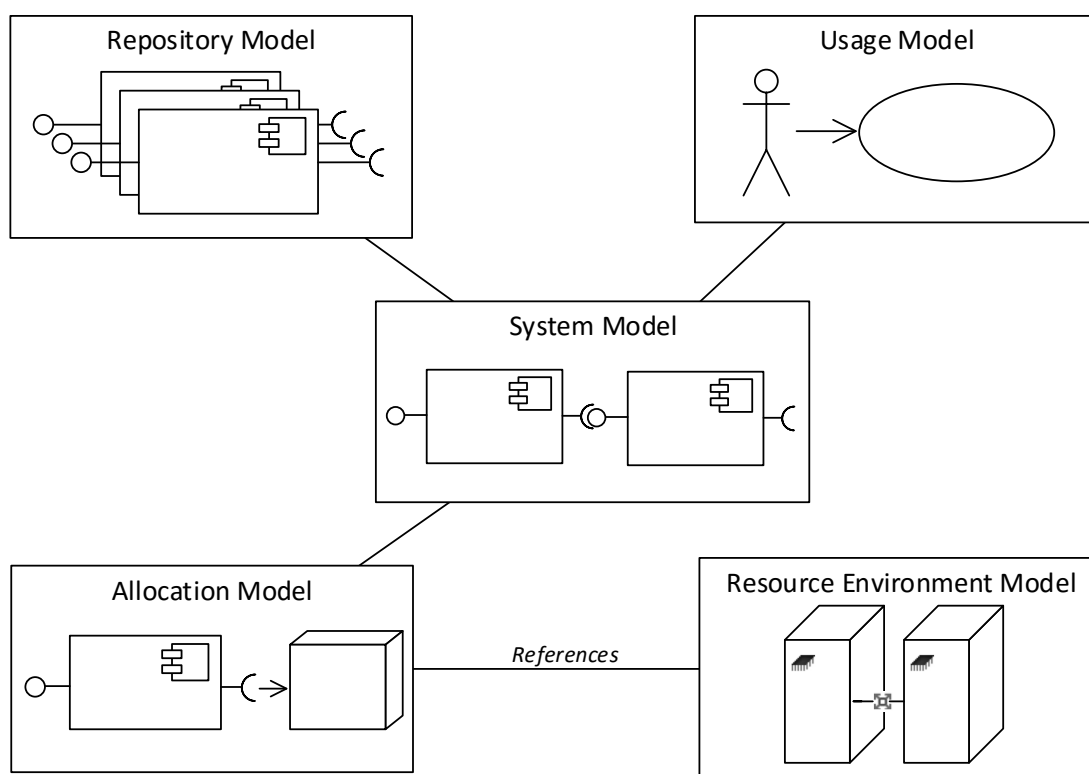 Repository Model
Usage Model
System Model
Allocation Model
Resource Environment Model
References